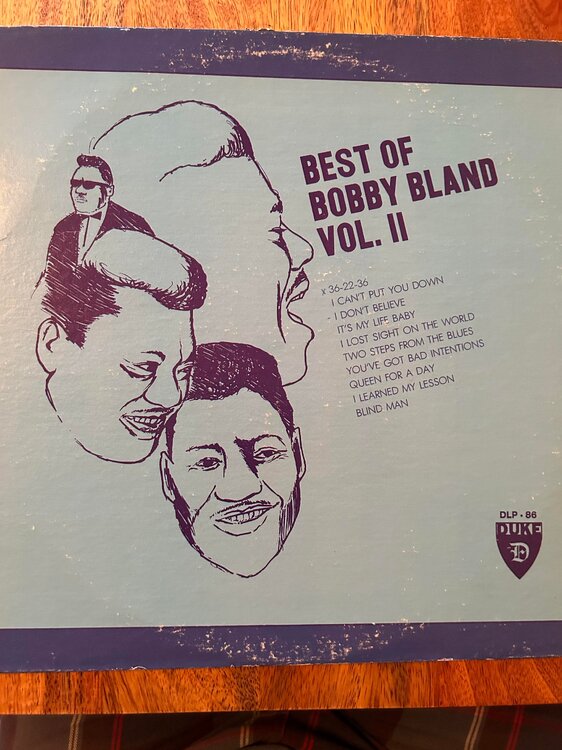 BEST OF
BOBBY BLAND
VOL. II
x 36-22-36
I CAN'T PUT YOU DOWN
- I DON'T BELIEVE
IT'S MY LIFE BABY
I LOST SIGHT ON THE WORLD
TWO STEPS FROM THE BLUES
YOU'VE GOT BAD INTENTIONS
QUEEN FOR A DAY
I LEARNED MY LESSON
BLIND MAN
DLP • 86
DUKE
D